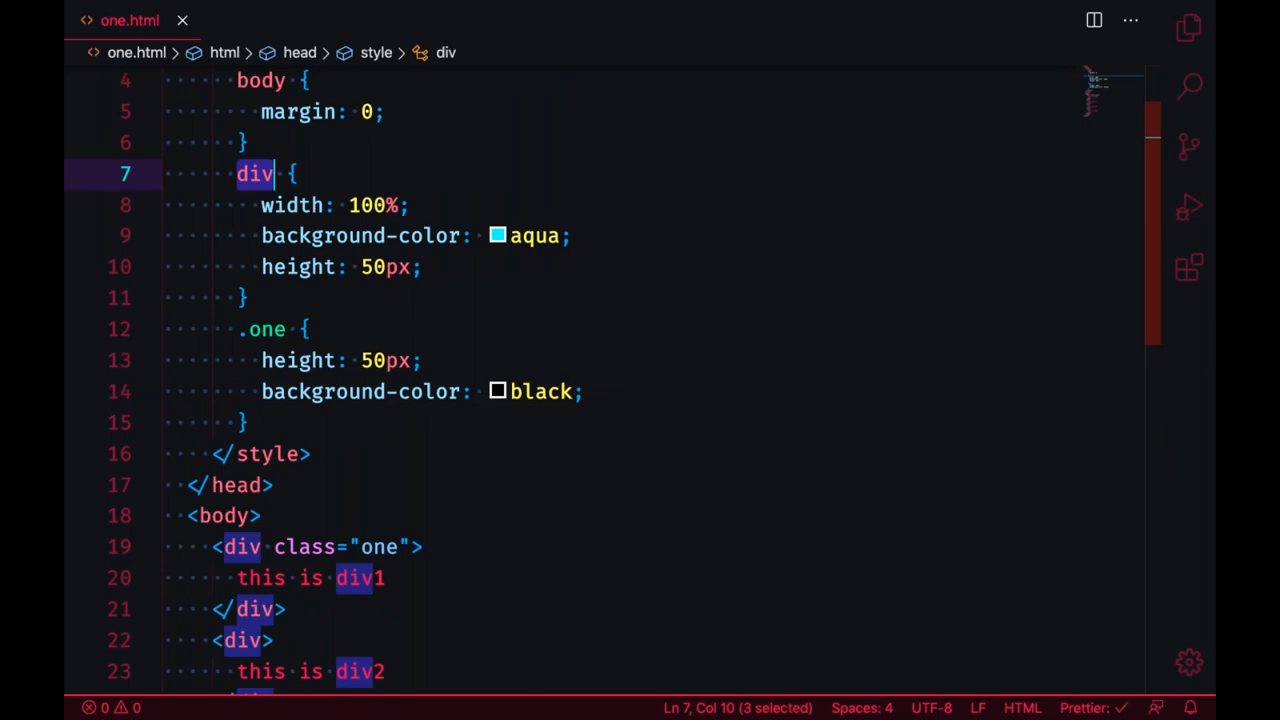 one.html
one.html > html > head > style > div
4 body {
5 margin: 0;
6 }
7 div {
8 width: 100%;
9 background-color: aqua;
10 height: 50px;
11 }
12 .one {
13 height: 50px;
14 background-color: black;
15 }
16 </style>
17 </head>
18 <body>
19 <div class="one">
20 this is div1
21 </div>
22 <div>
23 this is div2
0 0 Ln 7, Col 10 (3 selected) Spaces: 4 UTF-8 LF HTML Prettier: ✓